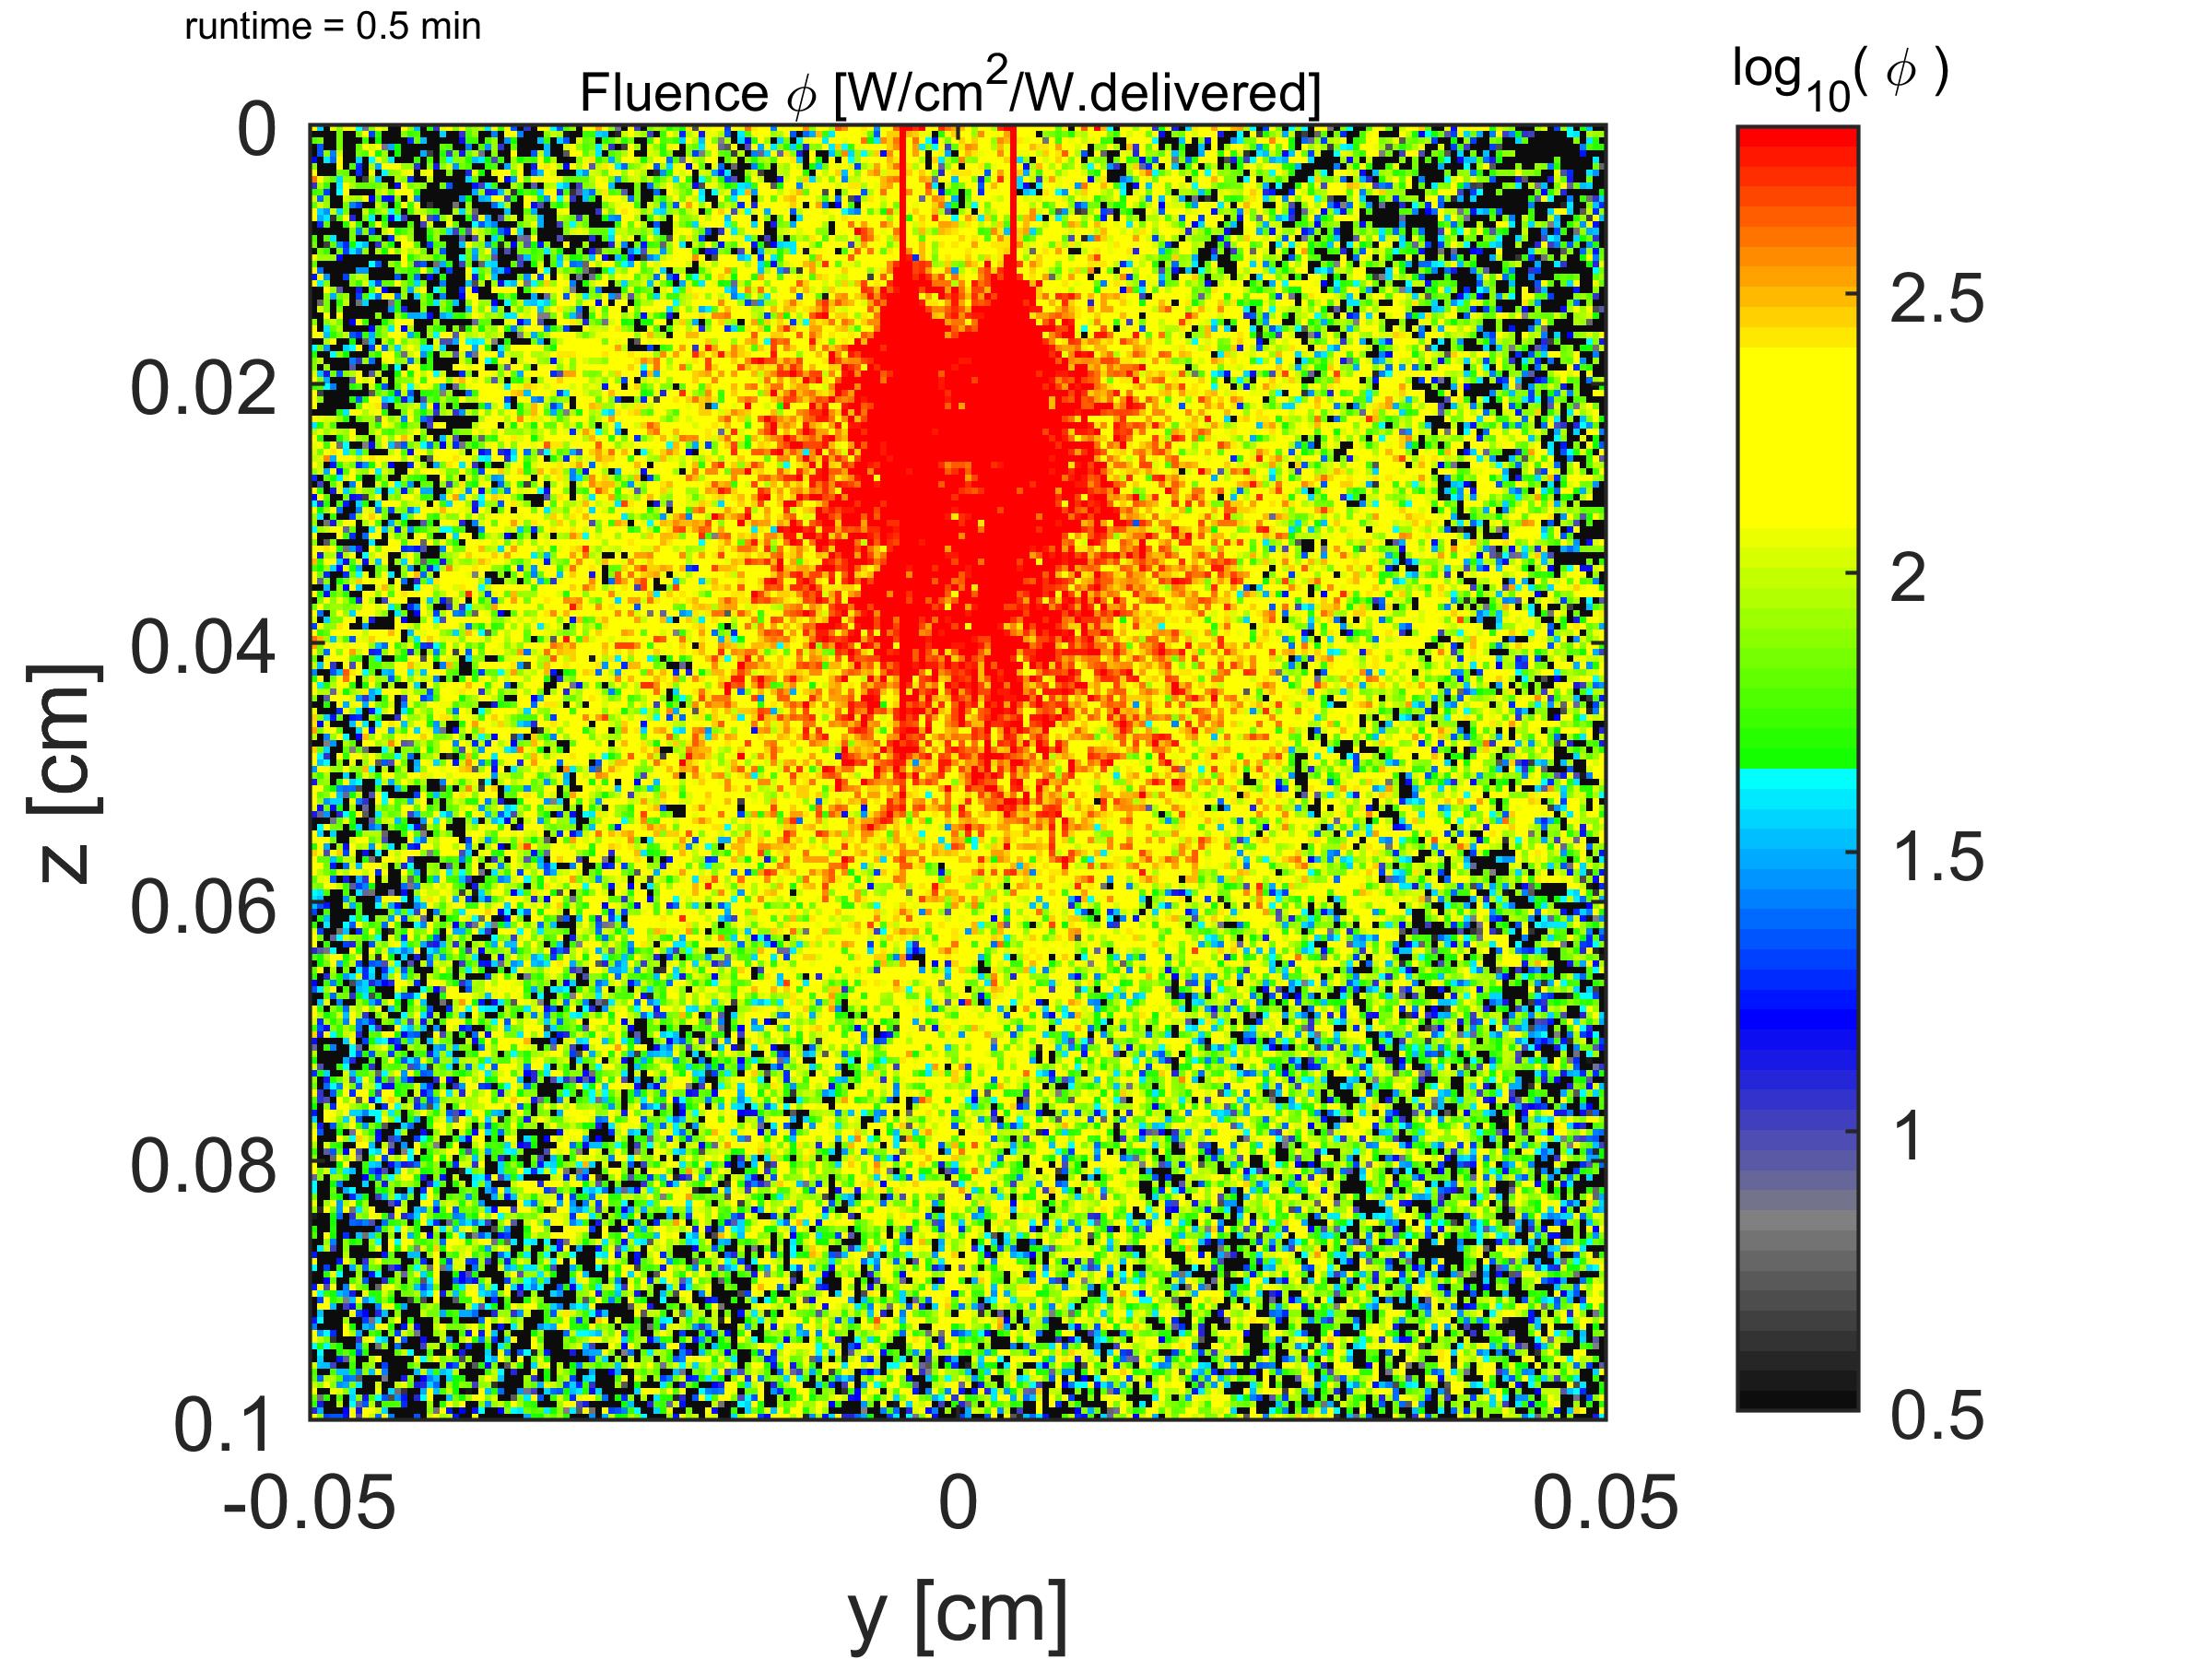 runtime = 0.5 min
Fluence ϕ [W/cm²/W.delivered]
log₁₀( ϕ )
0
0.02
0.04
0.06
0.08
0.1
z [cm]
-0.05
0
0.05
y [cm]
2.5
2
1.5
1
0.5